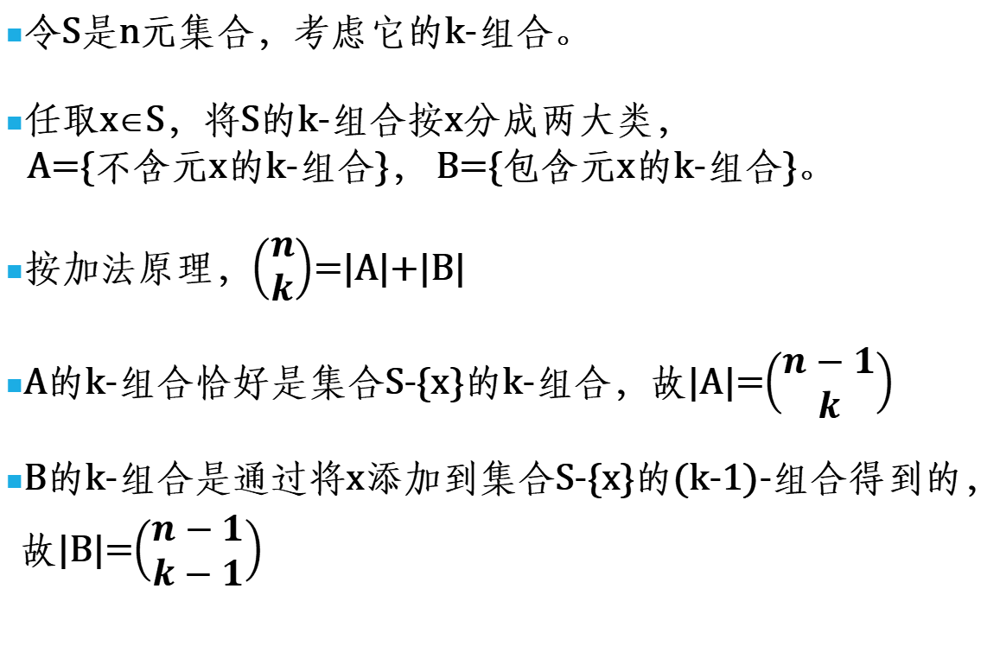 ▪令S是n元集合，考虑它的k-组合。
▪任取x∈S，将S的k-组合按x分成两大类，
A={不含元x的k-组合}， B={包含元x的k-组合}。
▪按加法原理，$\binom{n}{k}$=|A|+|B|
▪A的k-组合恰好是集合S-{x}的k-组合，故|A|=$\binom{n-1}{k}$
▪B的k-组合是通过将x添加到集合S-{x}的(k-1)-组合得到的，
故|B|=$\binom{n-1}{k-1}$